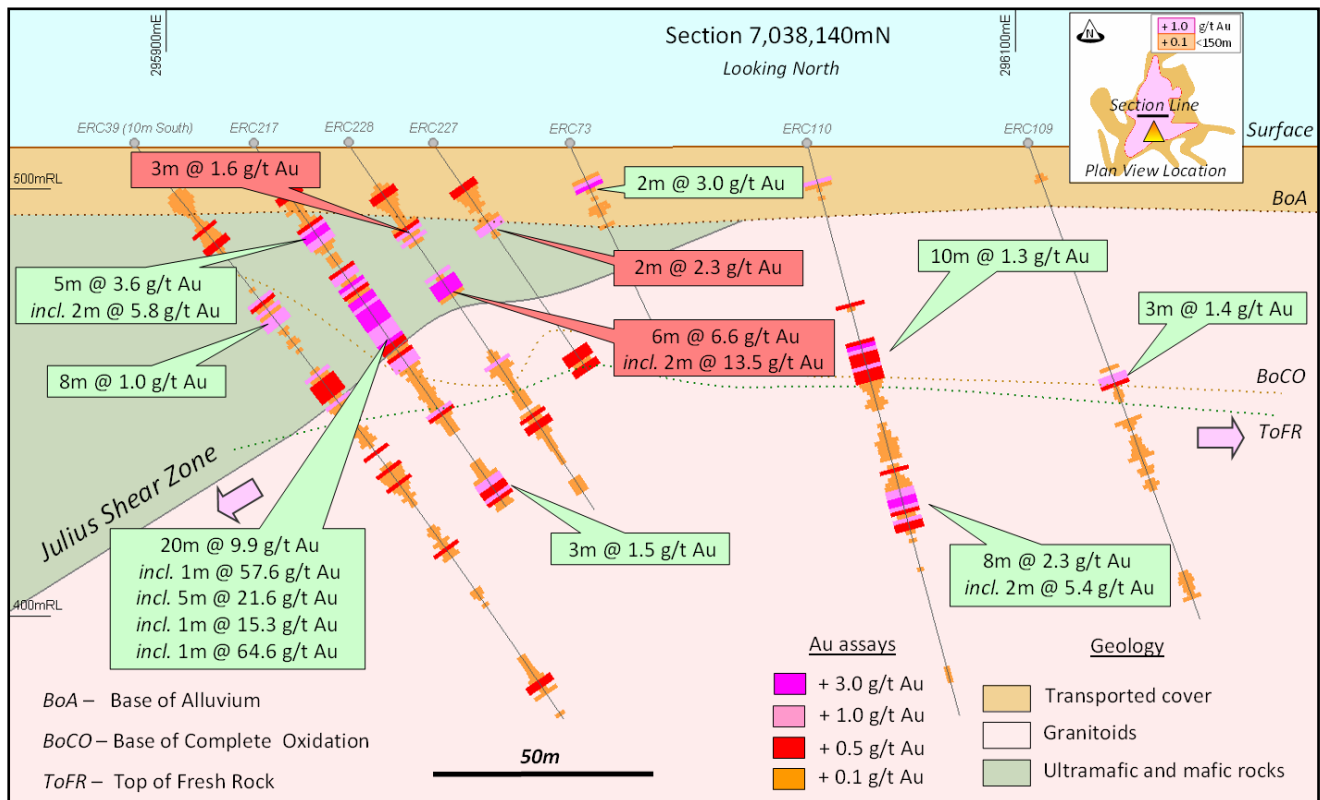 Section 7,038,140mN
Looking North
295900mE
296100mE
N
+ 1.0 g/t Au
+ 0.1 <150m
Section Line
Plan View Location
ERC39 (10m South)
ERC217
ERC228
ERC227
ERC73
ERC110
ERC109
Surface
500mRL
BoA
3m @ 1.6 g/t Au
2m @ 3.0 g/t Au
5m @ 3.6 g/t Au
incl. 2m @ 5.8 g/t Au
2m @ 2.3 g/t Au
10m @ 1.3 g/t Au
6m @ 6.6 g/t Au
incl. 2m @ 13.5 g/t Au
3m @ 1.4 g/t Au
8m @ 1.0 g/t Au
BoCO
ToFR
Julius Shear Zone
20m @ 9.9 g/t Au
incl. 1m @ 57.6 g/t Au
incl. 5m @ 21.6 g/t Au
incl. 1m @ 15.3 g/t Au
incl. 1m @ 64.6 g/t Au
3m @ 1.5 g/t Au
8m @ 2.3 g/t Au
incl. 2m @ 5.4 g/t Au
400mRL
BoA – Base of Alluvium
BoCO – Base of Complete Oxidation
ToFR – Top of Fresh Rock
50m
Au assays
+ 3.0 g/t Au
+ 1.0 g/t Au
+ 0.5 g/t Au
+ 0.1 g/t Au
Geology
Transported cover
Granitoids
Ultramafic and mafic rocks